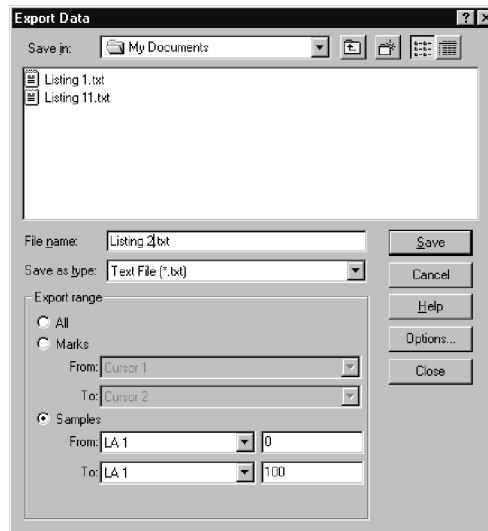 Export Data
Save in: My Documents
Listing 1.txt
Listing 11.txt
File name: Listing 2.txt
Save
Save as type: Text File (*.txt)
Cancel
Export range
Help
All
Marks
Options...
From: Cursor 1
Close
To: Cursor 2
Samples
From: LA 1 0
To: LA 1 100